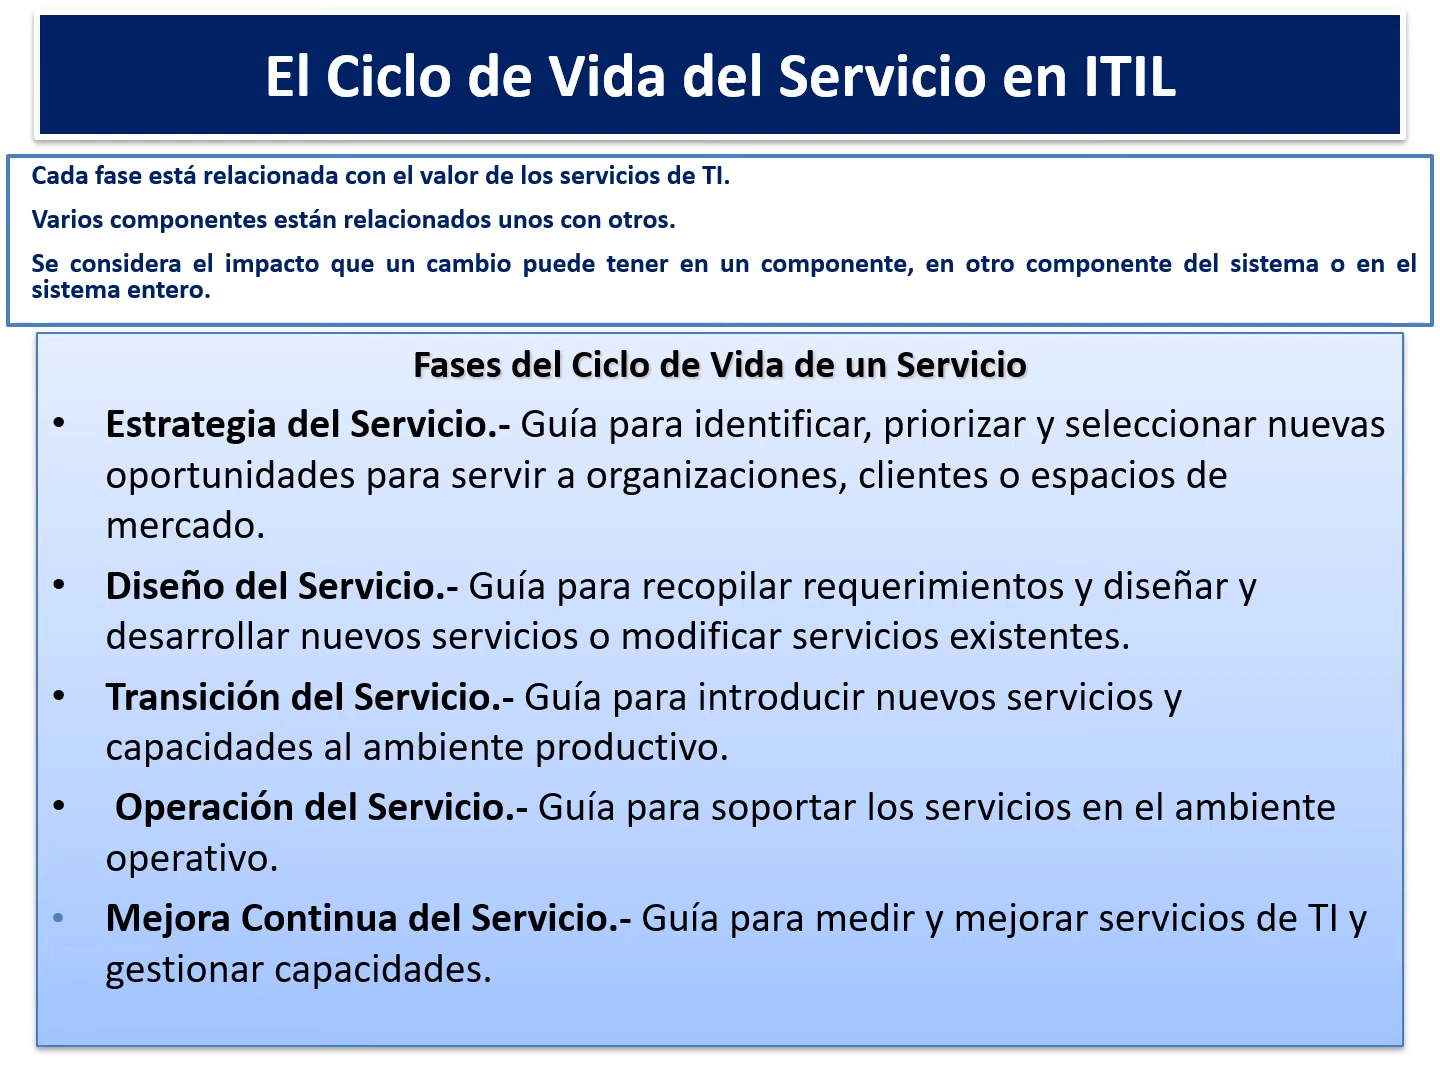 El Ciclo de Vida del Servicio en ITIL
Cada fase está relacionada con el valor de los servicios de TI.
Varios componentes están relacionados unos con otros.
Se considera el impacto que un cambio puede tener en un componente, en otro componente del sistema o en el
sistema entero.
Fases del Ciclo de Vida de un Servicio
• Estrategia del Servicio.- Guía para identificar, priorizar y seleccionar nuevas
oportunidades para servir a organizaciones, clientes o espacios de
mercado.
• Diseño del Servicio.- Guía para recopilar requerimientos y diseñar y
desarrollar nuevos servicios o modificar servicios existentes.
• Transición del Servicio.- Guía para introducir nuevos servicios y
capacidades al ambiente productivo.
• Operación del Servicio.- Guía para soportar los servicios en el ambiente
operativo.
• Mejora Continua del Servicio.- Guía para medir y mejorar servicios de TI y
gestionar capacidades.